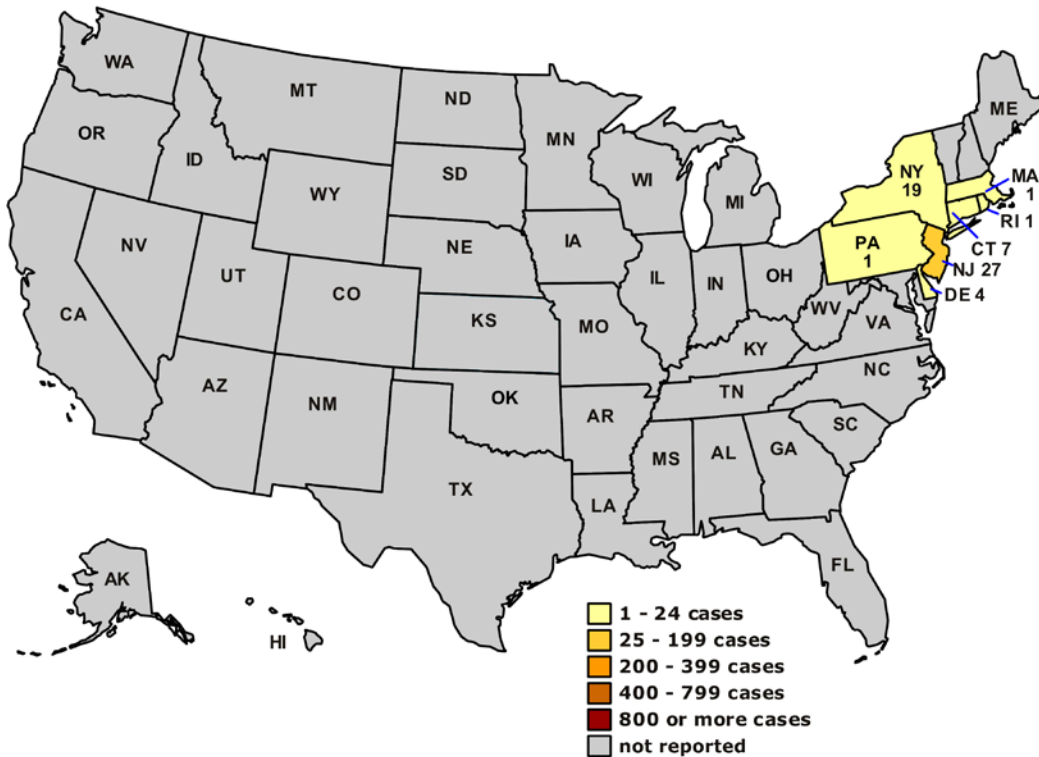 WA
MT
ND
MN
ME
OR
ID
SD
WI
MI
NY
19
MA
1
RI 1
WY
CT 7
NV
NE
IA
PA
1
NJ 27
UT
CO
IL
IN
OH
DE 4
CA
KS
MO
WV
VA
KY
NC
AZ
NM
OK
TN
AR
SC
MS
AL
GA
TX
LA
FL
AK
HI
1 - 24 cases
25 - 199 cases
200 - 399 cases
400 - 799 cases
800 or more cases
not reported